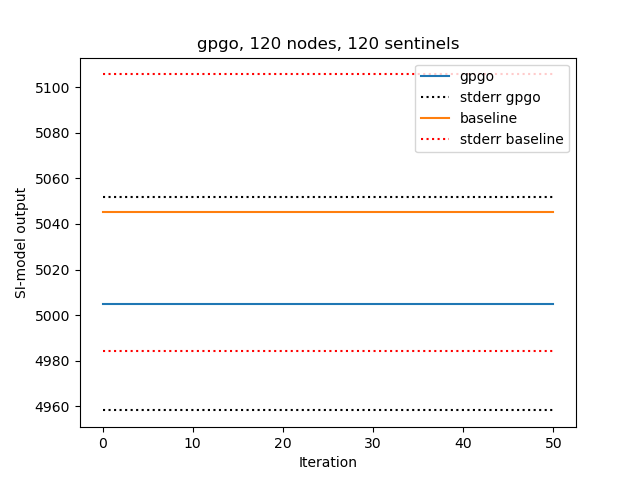 gpgo, 120 nodes, 120 sentinels
gpgo
stderr gpgo
baseline
stderr baseline
SI-model output
5100
5080
5060
5040
5020
5000
4980
4960
0 10 20 30 40 50
Iteration